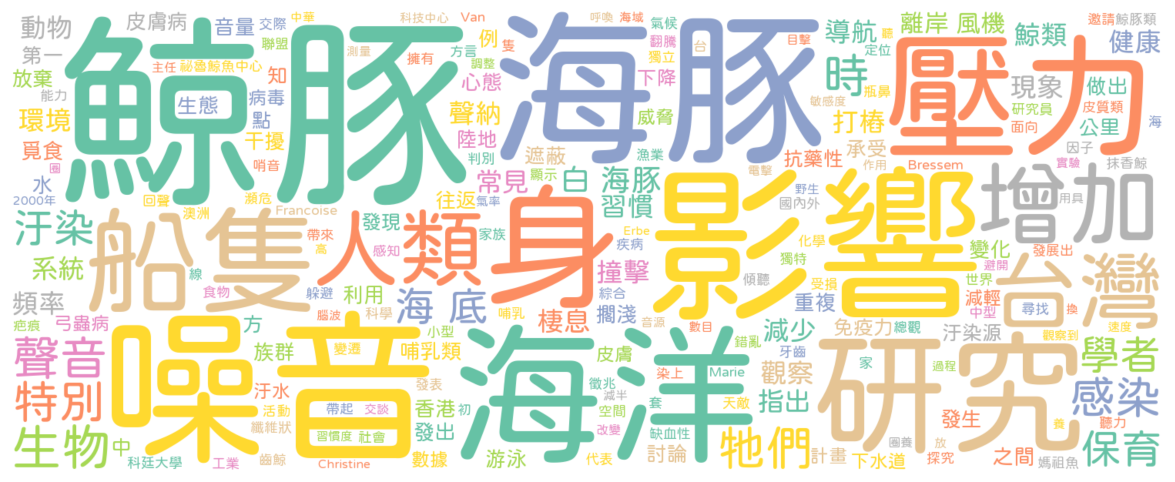 動物
皮膚病
音量
交際
中華
科技中心
Van
呼喚
海域
氣候
目擊
聽
導航
離岸
風機
鯨類
邀請
鯨豚類
健康
第一
聯盟
測量
方言
擁有
隻
例
翻騰
獨立
台
定位
放棄
主任
祕魯鯨魚中心
知
調整
心態
下降
時
現象
做出
能力
生態
病毒
點
聲納
威脅
敏感度
瓶鼻
研究員
皮質類
環境
干擾
陸地
打樁
面向
公里
海
鯨豚
海豚
壓力
覓食
哨音
判別
遮蔽
漁業
抗藥性
承受
因子
圈
常見
顯示
白
海豚
電擊
作用
Bressem
實驗
抹香鯨
水
2000年
回聲
瀕危
往返
習慣
野生
國內外
用具
澳洲
氣率
Francoise
發現
家族
Erbe
增加
汙染
船隻
帶來
人類
身
影響
高
感知
疾病
化學
變化
發展出
避開
系統
線
撞擊
獨特
傾聽
世界
台灣
頻率
食物
躲避
利用
海
底
綜合
受損
減輕
中型
尋找
換
疤痕
弓蟲病
腦波
科學
哺乳
擱淺
音源
重複
方
小型
棲息
數目
減少
免疫力
總觀
汙染源
觀察到
速度
聲音
噪音
變遷
族群
哺乳類
海洋
皮膚
錯亂
牙齒
家
過程
研究
學者
特別
汙水
發表
徵兆
染上
Marie
觀察
感染
活動
帶起
交談
香港
初
減半
空間
套
天敵
指出
發生
養
聽力
生物
中
纖維狀
習慣度
社會
發出
改變
缺血性
牠們
圈養
放
保育
科廷大學
工業
齒鯨
Christine
數據
游泳
代表
討論
計畫
下水道
探究
之間
媽祖魚